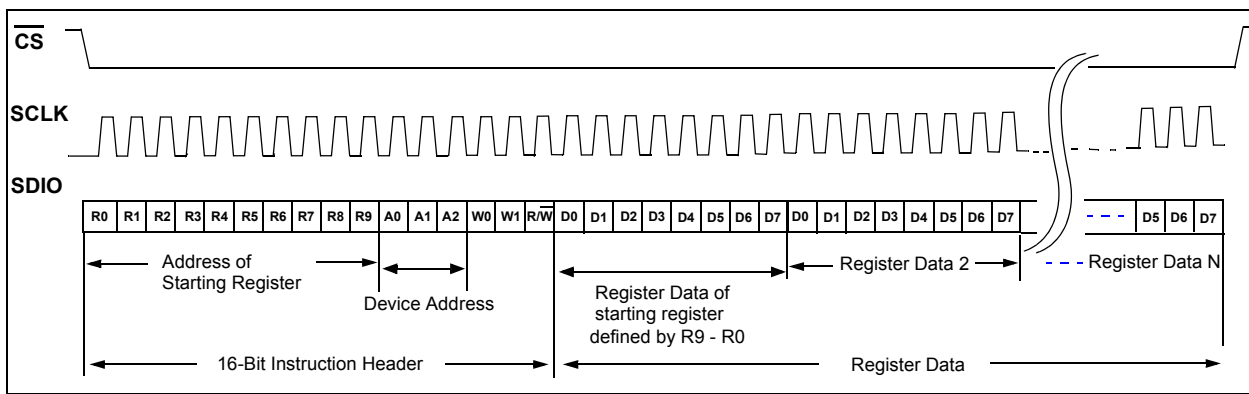 CS
SCLK
SDIO
R0 R1 R2 R3 R4 R5 R6 R7 R8 R9 A0 A1 A2 W0 W1 R/W D0 D1 D2 D3 D4 D5 D6 D7 D0 D1 D2 D3 D4 D5 D6 D7 D5 D6 D7
Address of
Starting Register
Device Address
Register Data of
starting register
defined by R9 - R0
Register Data 2
Register Data N
16-Bit Instruction Header
Register Data